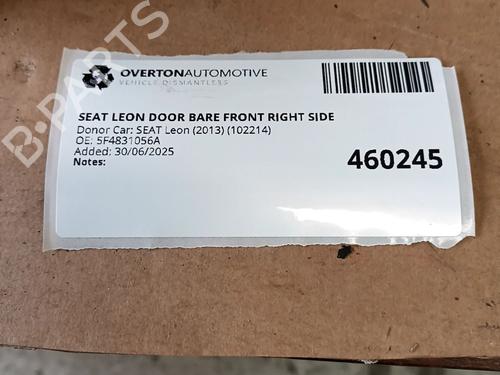 OVERTONAUTOMOTIVE
VEHICLE DISMANTLERS
SEAT LEON DOOR BARE FRONT RIGHT SIDE
Donor Car: SEAT Leon (2013) (102214)
OE: 5F4831056A
Added: 30/06/2025
Notes:
460245
B-PARTS